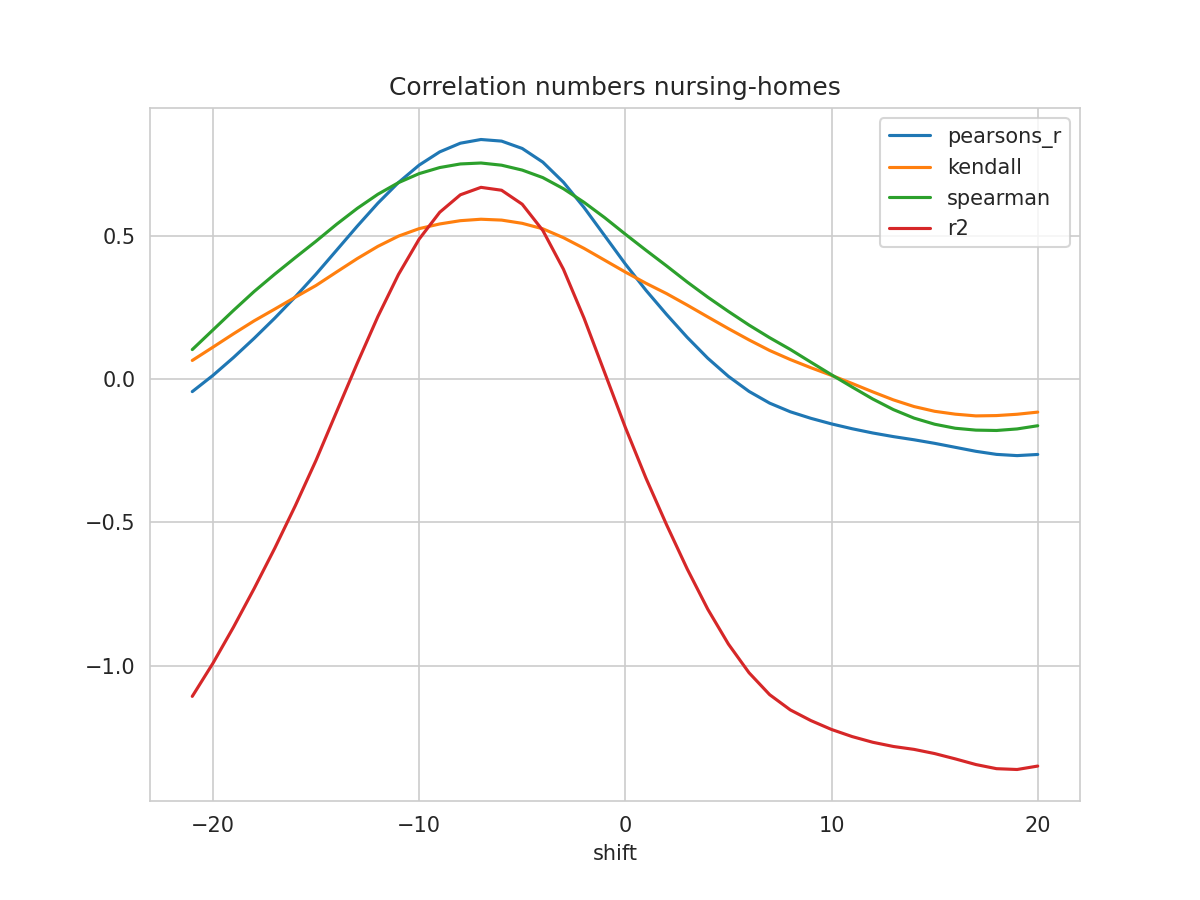 Correlation numbers nursing-homes
pearsons_r
kendall
spearman
r2
0.5
0.0
−0.5
−1.0
−20 −10 0 10 20
shift